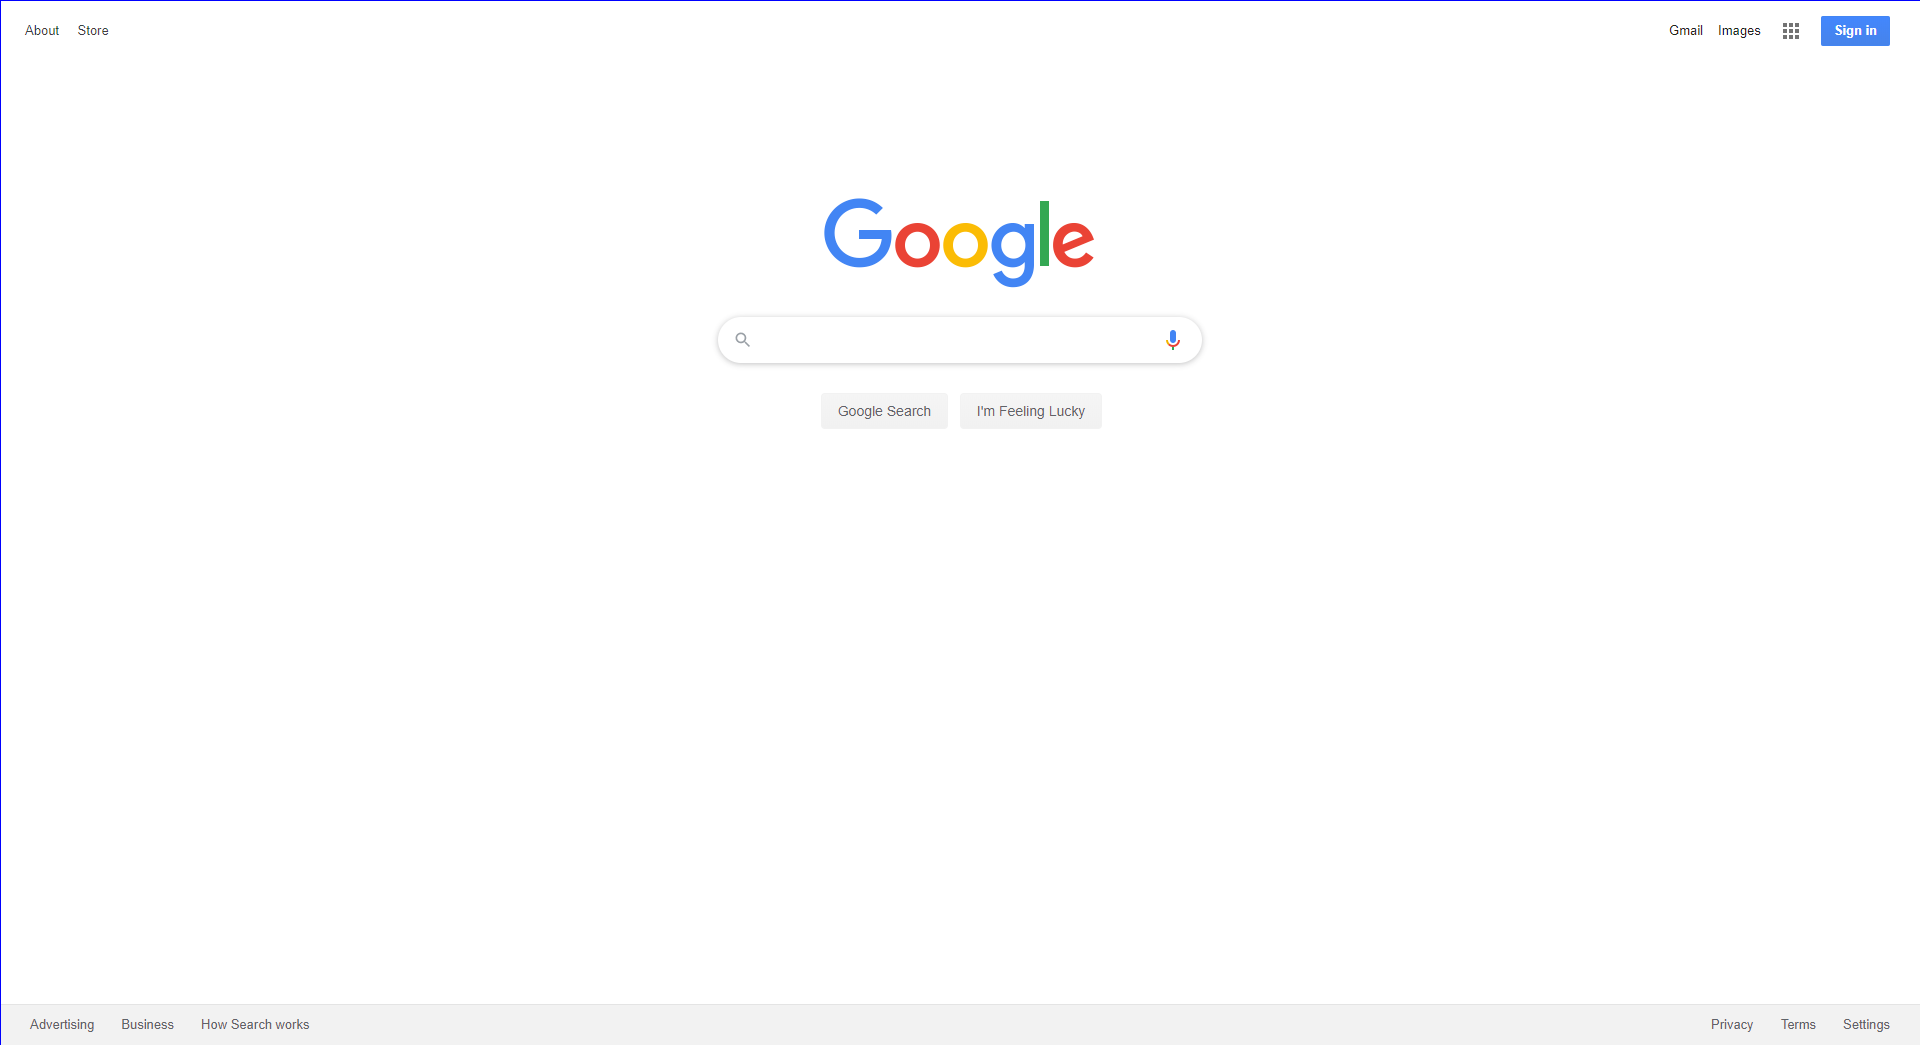 About Store Gmail Images Sign in
Google
Google Search I'm Feeling Lucky
Advertising Business How Search works Privacy Terms Settings